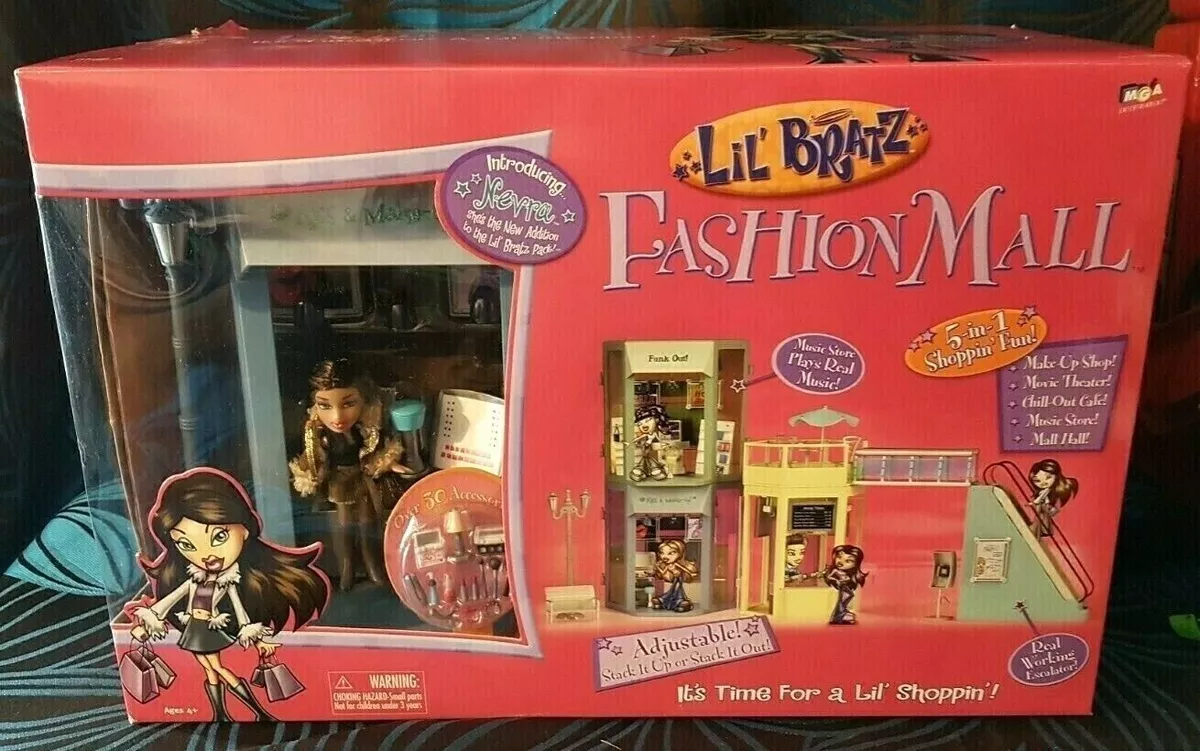 MGA
ENTERTAINMENT
LIL' BRATZ
FASHION MALL
Introducing..
Nevra
she's the New Addition
to the Lil' Bratz Pack!
5-in-1
Shoppin' Fun!
Make-Up Shop!
Movie Theater!
Chill-Out Cafe!
Music Store!
Mall Hall!
Music Store
Plays Real
Music!
Funk Out!
Over 30 Accessories
Adjustable!
Stack It Up or Stack It Out!
Real
Working
Escalator!
It's Time For a Lil' Shoppin'!
WARNING:
CHOKING HAZARD-Small parts
Not for children under 3 years
Ages 4+